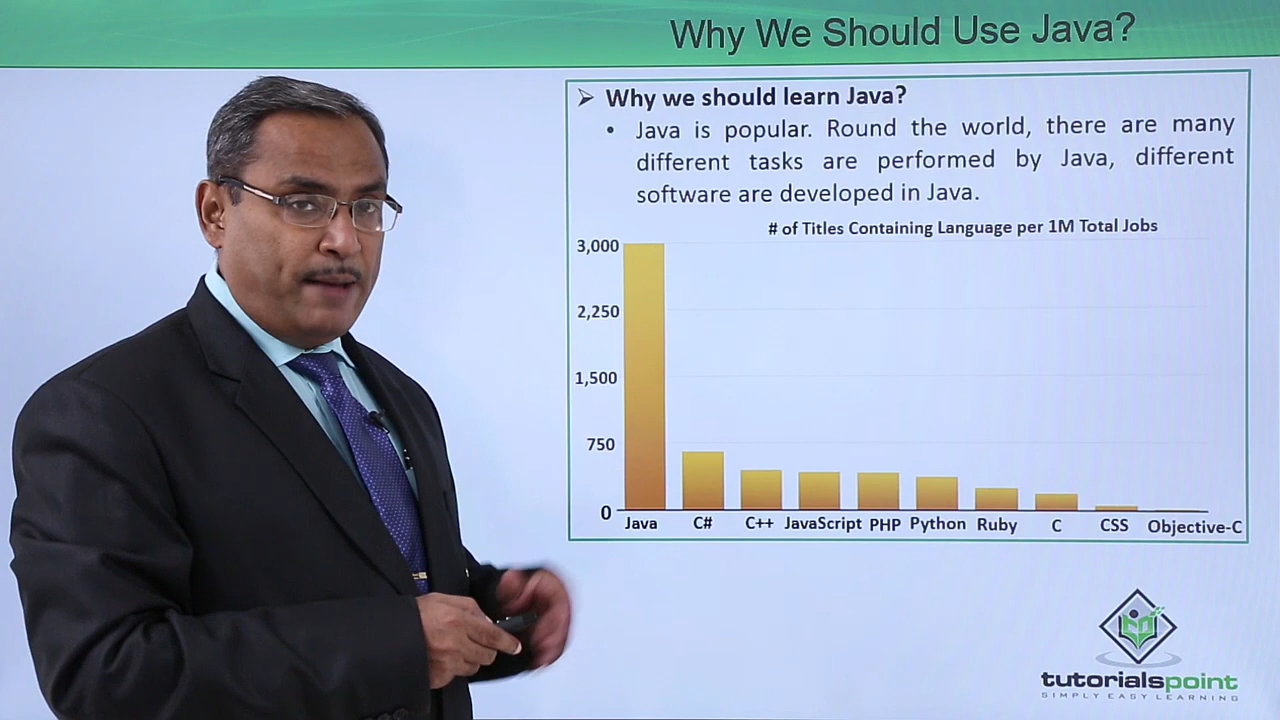 Why We Should Use Java?
➢ Why we should learn Java?
• Java is popular. Round the world, there are many
different tasks are performed by Java, different
software are developed in Java.
# of Titles Containing Language per 1M Total Jobs
3,000
2,250
1,500
750
0
Java C# C++ JavaScript PHP Python Ruby C CSS Objective-C
tutorialspoint
SIMPLY EASY LEARNING